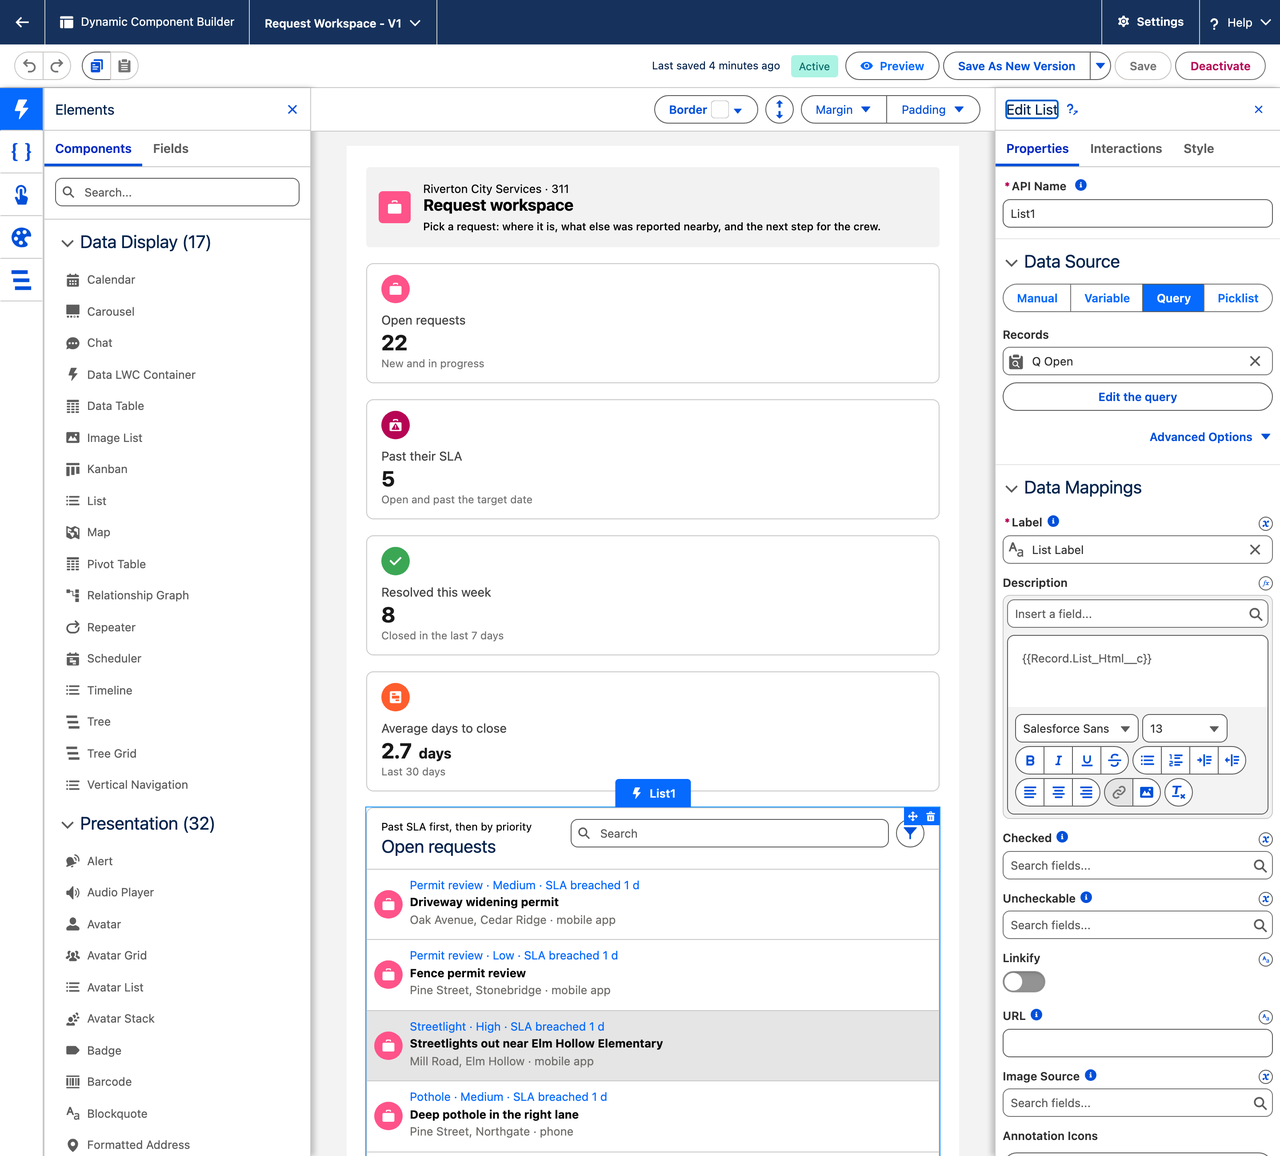 Dynamic Component Builder
Request Workspace - V1
Settings
Help
Last saved 4 minutes ago
Active
Preview
Save As New Version
Save
Deactivate
Elements
Components
Fields
Search...
Data Display (17)
Calendar
Carousel
Chat
Data LWC Container
Data Table
Image List
Kanban
List
Map
Pivot Table
Relationship Graph
Repeater
Scheduler
Timeline
Tree
Tree Grid
Vertical Navigation
Presentation (32)
Alert
Audio Player
Avatar
Avatar Grid
Avatar List
Avatar Stack
Badge
Barcode
Blockquote
Formatted Address
Border
Margin
Padding
Riverton City Services · 311
Request workspace
Pick a request: where it is, what else was reported nearby, and the next step for the crew.
Open requests
22
New and in progress
Past their SLA
5
Open and past the target date
Resolved this week
8
Closed in the last 7 days
Average days to close
2.7 days
Last 30 days
List1
Past SLA first, then by priority
Open requests
Search
Permit review · Medium · SLA breached 1 d
Driveway widening permit
Oak Avenue, Cedar Ridge · mobile app
Permit review · Low · SLA breached 1 d
Fence permit review
Pine Street, Stonebridge · mobile app
Streetlight · High · SLA breached 1 d
Streetlights out near Elm Hollow Elementary
Mill Road, Elm Hollow · mobile app
Pothole · Medium · SLA breached 1 d
Deep pothole in the right lane
Pine Street, Northgate · phone
Edit List
Properties
Interactions
Style
* API Name
List1
Data Source
Manual
Variable
Query
Picklist
Records
Q Open
Edit the query
Advanced Options
Data Mappings
* Label
List Label
Description
Insert a field...
{{Record.List_Html__c}}
Salesforce Sans
13
Checked
Search fields...
Uncheckable
Search fields...
Linkify
URL
Image Source
Search fields...
Annotation Icons